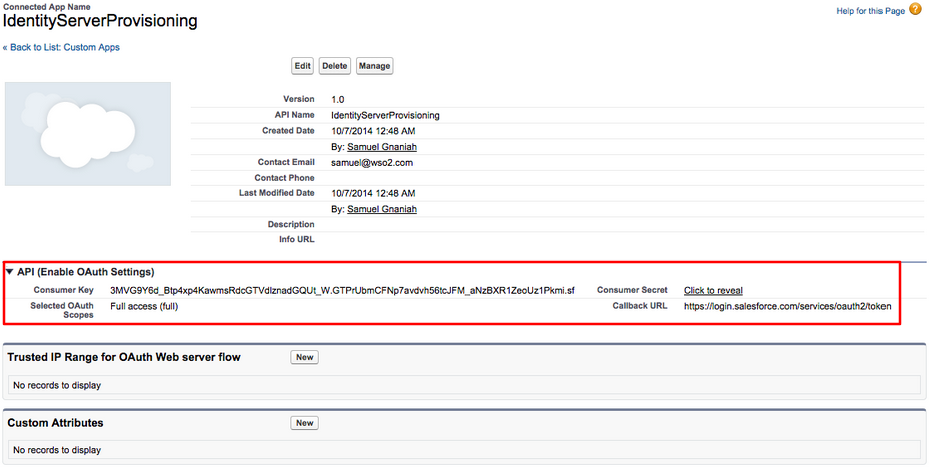 Connected App Name
IdentityServerProvisioning
Help for this Page ?
« Back to List: Custom Apps
Edit Delete Manage
Version 1.0
API Name IdentityServerProvisioning
Created Date 10/7/2014 12:48 AM
By: Samuel Gnaniah
Contact Email samuel@wso2.com
Contact Phone
Last Modified Date 10/7/2014 12:48 AM
By: Samuel Gnaniah
Description
Info URL
API (Enable OAuth Settings)
Consumer Key 3MVG9Y6d_Btp4xp4KawmsRdcGTVdlznadGQUt_W.GTPrUbmCFNp7avdvh56tcJFM_aNzBXR1ZeoUz1Pkmi.sf Consumer Secret Click to reveal
Selected OAuth Scopes Full access (full) Callback URL https://login.salesforce.com/services/oauth2/token
Trusted IP Range for OAuth Web server flow New
No records to display
Custom Attributes New
No records to display